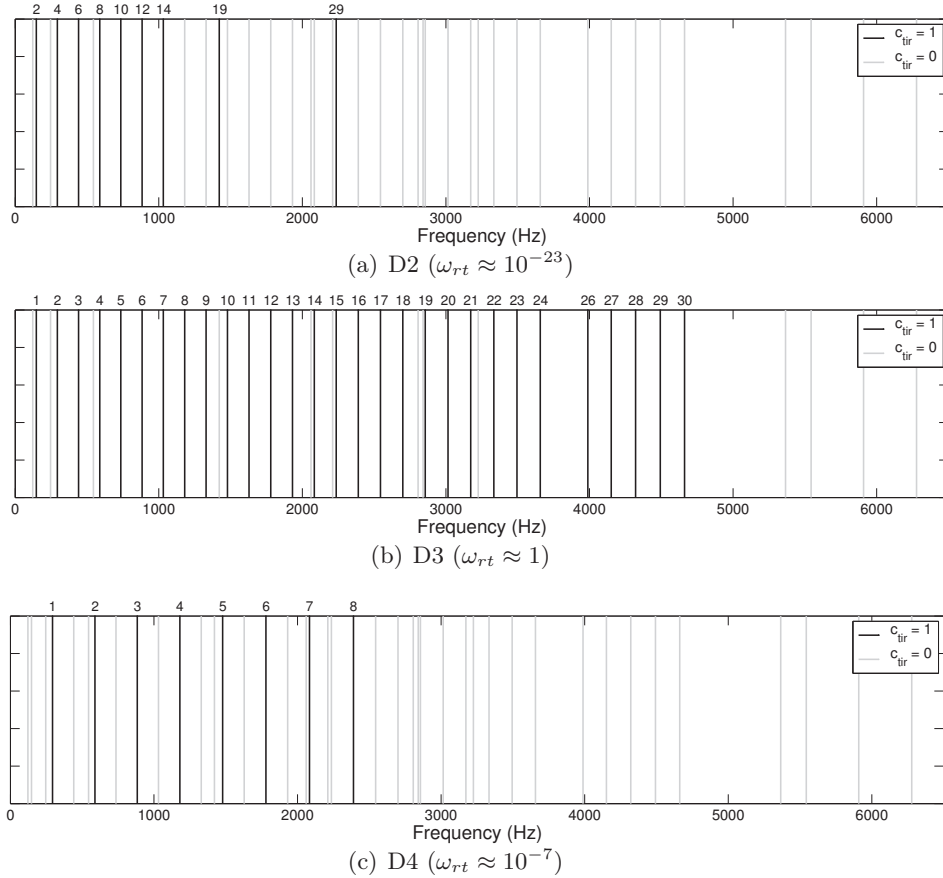 2 4 6 8 10 12 14 19 29
c_tir = 1
c_tir = 0
0 1000 2000 3000 4000 5000 6000
Frequency (Hz)
(a) D2 (ω_rt ≈ 10^−23)
1 2 3 4 5 6 7 8 9 10 11 12 13 14 15 16 17 18 19 20 21 22 23 24 26 27 28 29 30
c_tir = 1
c_tir = 0
0 1000 2000 3000 4000 5000 6000
Frequency (Hz)
(b) D3 (ω_rt ≈ 1)
1 2 3 4 5 6 7 8
c_tir = 1
c_tir = 0
0 1000 2000 3000 4000 5000 6000
Frequency (Hz)
(c) D4 (ω_rt ≈ 10^−7)